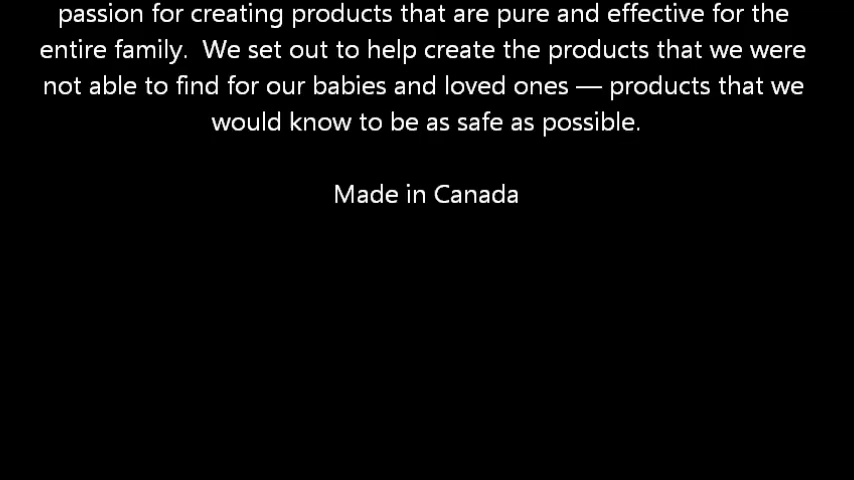 passion for creating products that are pure and effective for the
entire family.  We set out to help create the products that we were
not able to find for our babies and loved ones — products that we
would know to be as safe as possible.
Made in Canada